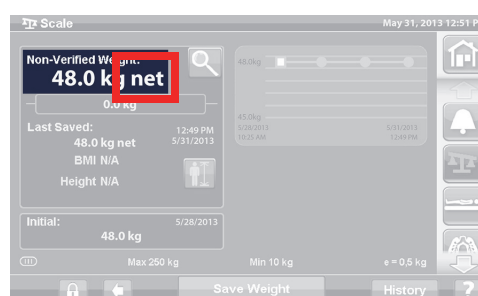 Scale
May 31, 2013 12:51 P
Non-Verified Weight:
48.0 kg net
0.0 kg
Last Saved:
12:49 PM
48.0 kg net
5/31/2013
BMI N/A
Height N/A
Initial:
5/28/2013
48.0 kg
48.0kg
45.0kg
5/28/2013
5/31/2013
10:25 AM
12:49 PM
Max 250 kg
Min 10 kg
e = 0,5 kg
Save Weight
History
?